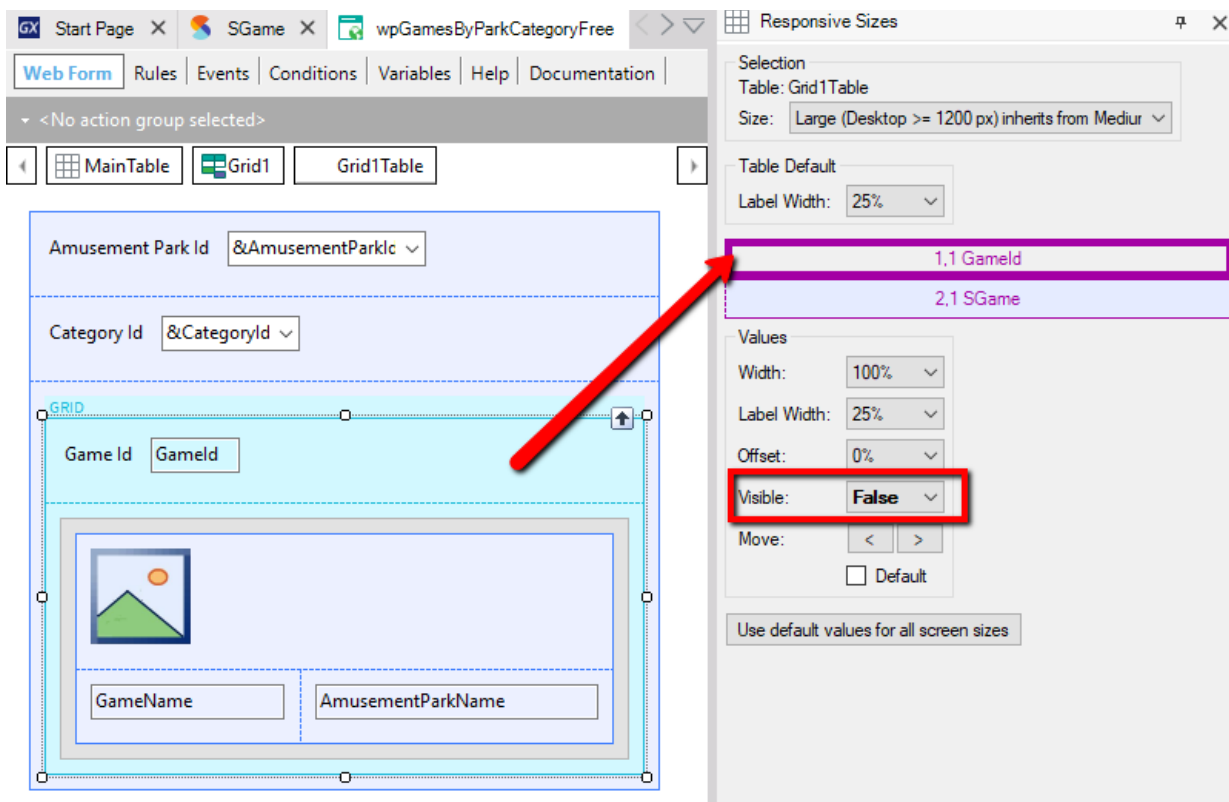 GX Start Page SGame wpGamesByParkCategoryFree
Web Form Rules Events Conditions Variables Help Documentation
<No action group selected>
MainTable Grid1 Grid1Table
Amusement Park Id &AmusementParkId
Category Id &CategoryId
GRID
Game Id GameId
GameName AmusementParkName
Responsive Sizes
Selection
Table: Grid1Table
Size: Large (Desktop >= 1200 px) inherits from Mediur
Table Default
Label Width: 25%
1,1 GameId
2,1 SGame
Values
Width: 100%
Label Width: 25%
Offset: 0%
Visible: False
Move: < >
Default
Use default values for all screen sizes